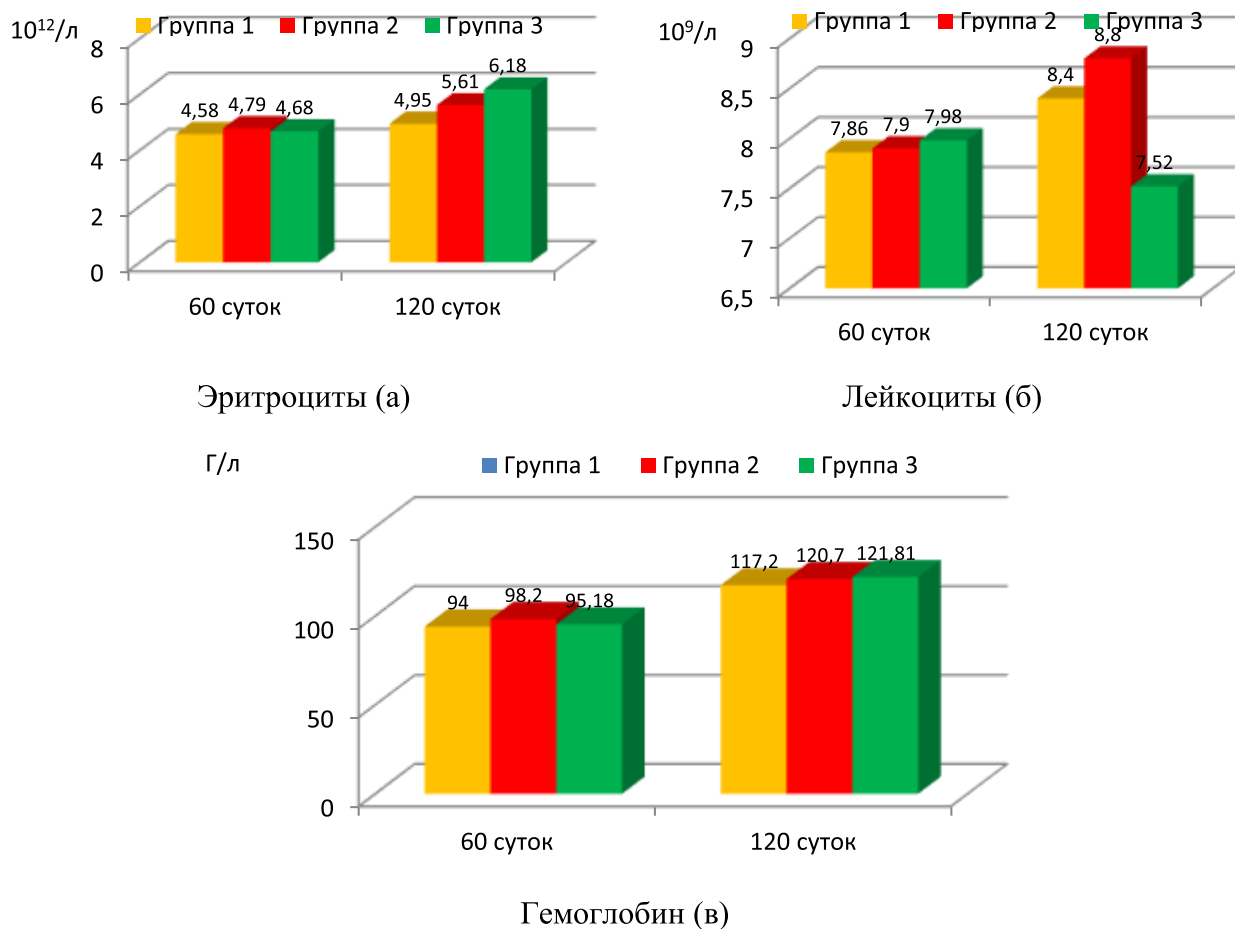 10¹²/л
Группа 1 Группа 2 Группа 3
8
6
4
2
0
4,58 4,79 4,68 4,95 5,61 6,18
60 суток 120 суток
Эритроциты (а)
10⁹/л
Группа 1 Группа 2 Группа 3
9
8,5
8
7,5
7
6,5
7,86 7,9 7,98 8,4 8,8 7,52
60 суток 120 суток
Лейкоциты (б)
Г/л
Группа 1 Группа 2 Группа 3
150
100
50
0
94 98,2 95,18 117,2 120,7 121,81
60 суток 120 суток
Гемоглобин (в)